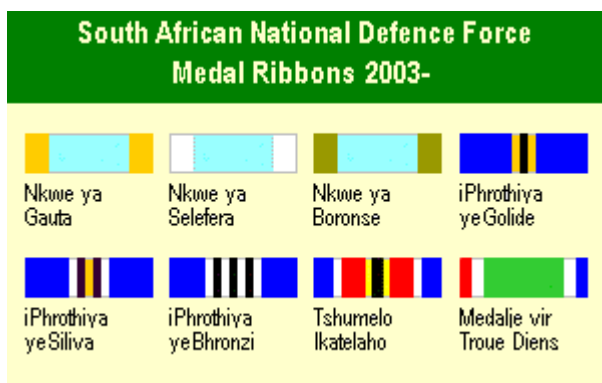 South African National Defence Force
Medal Ribbons 2003-
Nkwe ya
Gauta
Nkwe ya
Selefera
Nkwe ya
Boronse
iPhrothiya
yeGolide
iPhrothiya
yeSiliva
iPhrothiya
yeBhronzi
Tshumelo
Ikatelaho
Medalje vir
Troue Diens